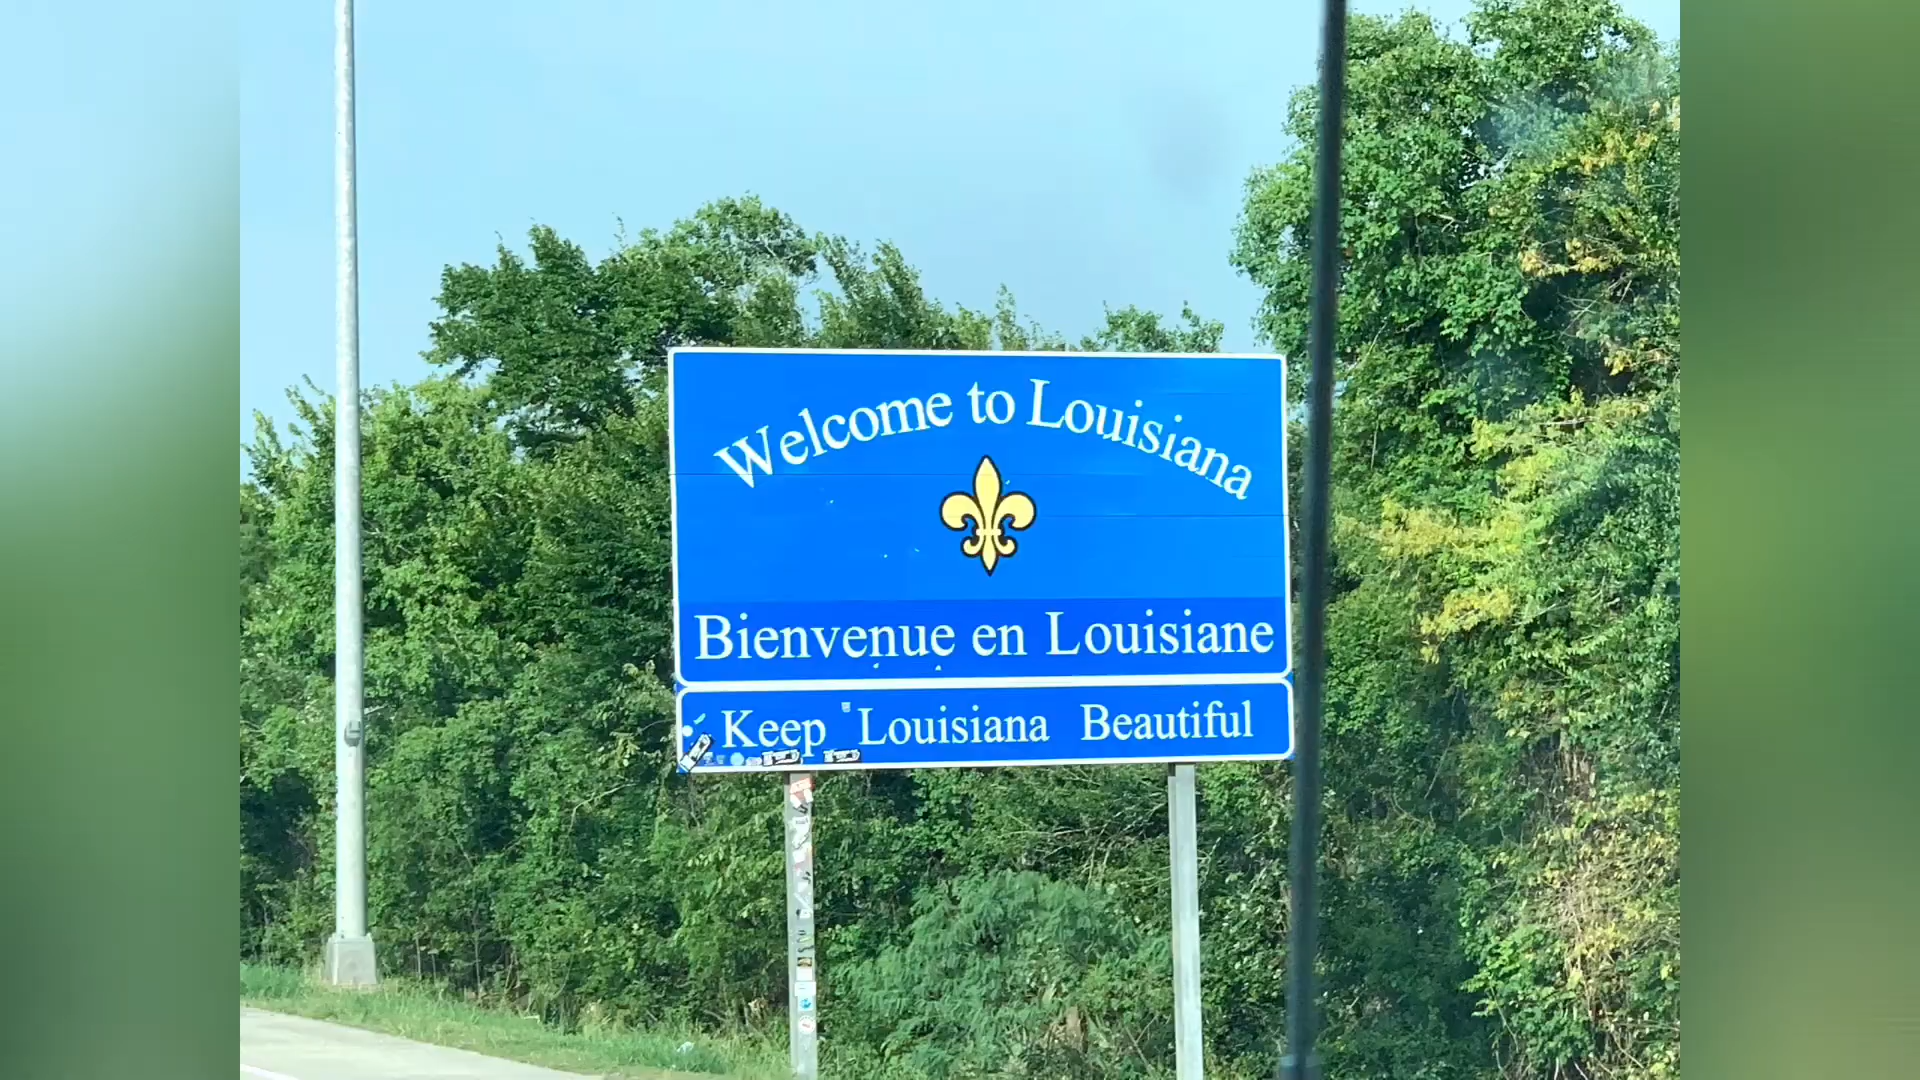 Welcome to Louisiana
Bienvenue en Louisiane
Keep Louisiana Beautiful